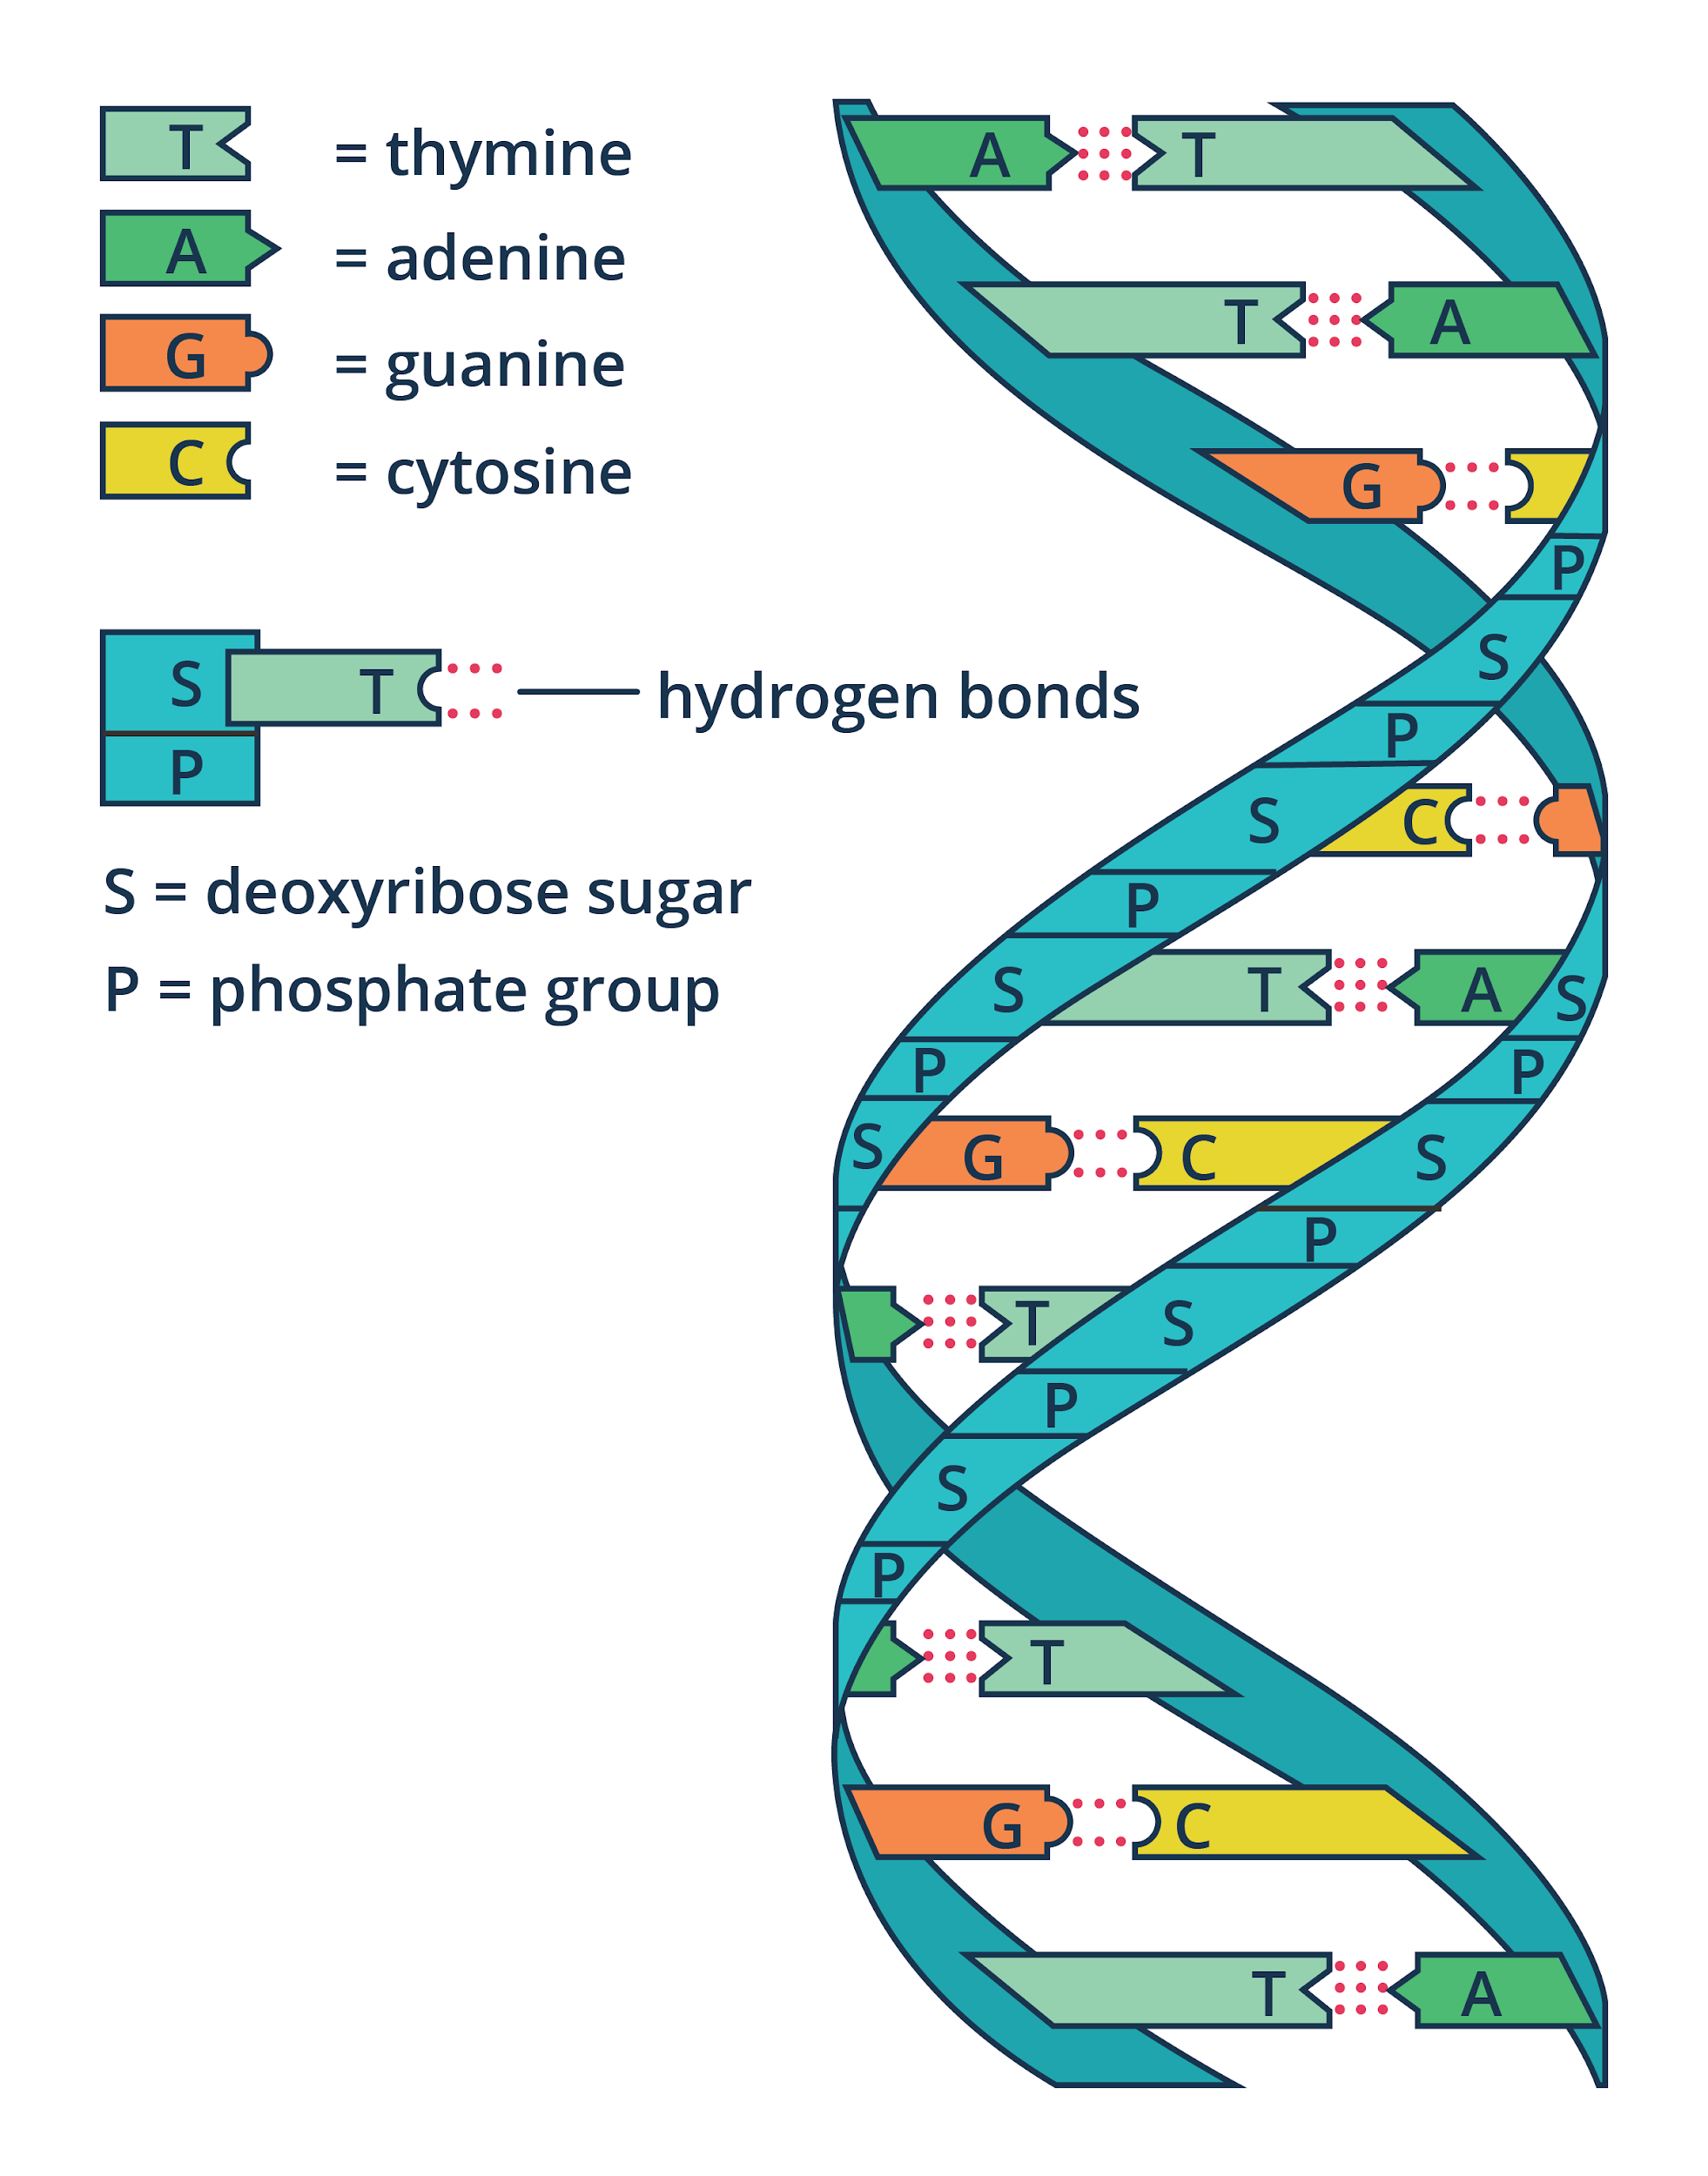 T = thymine
A = adenine
G = guanine
C = cytosine
S T hydrogen bonds
P
S = deoxyribose sugar
P = phosphate group
A T
T A
G
P
S
P
S C
P
S T A S
P P
S G C S
P
T S
P
S
P
T
G C
T A